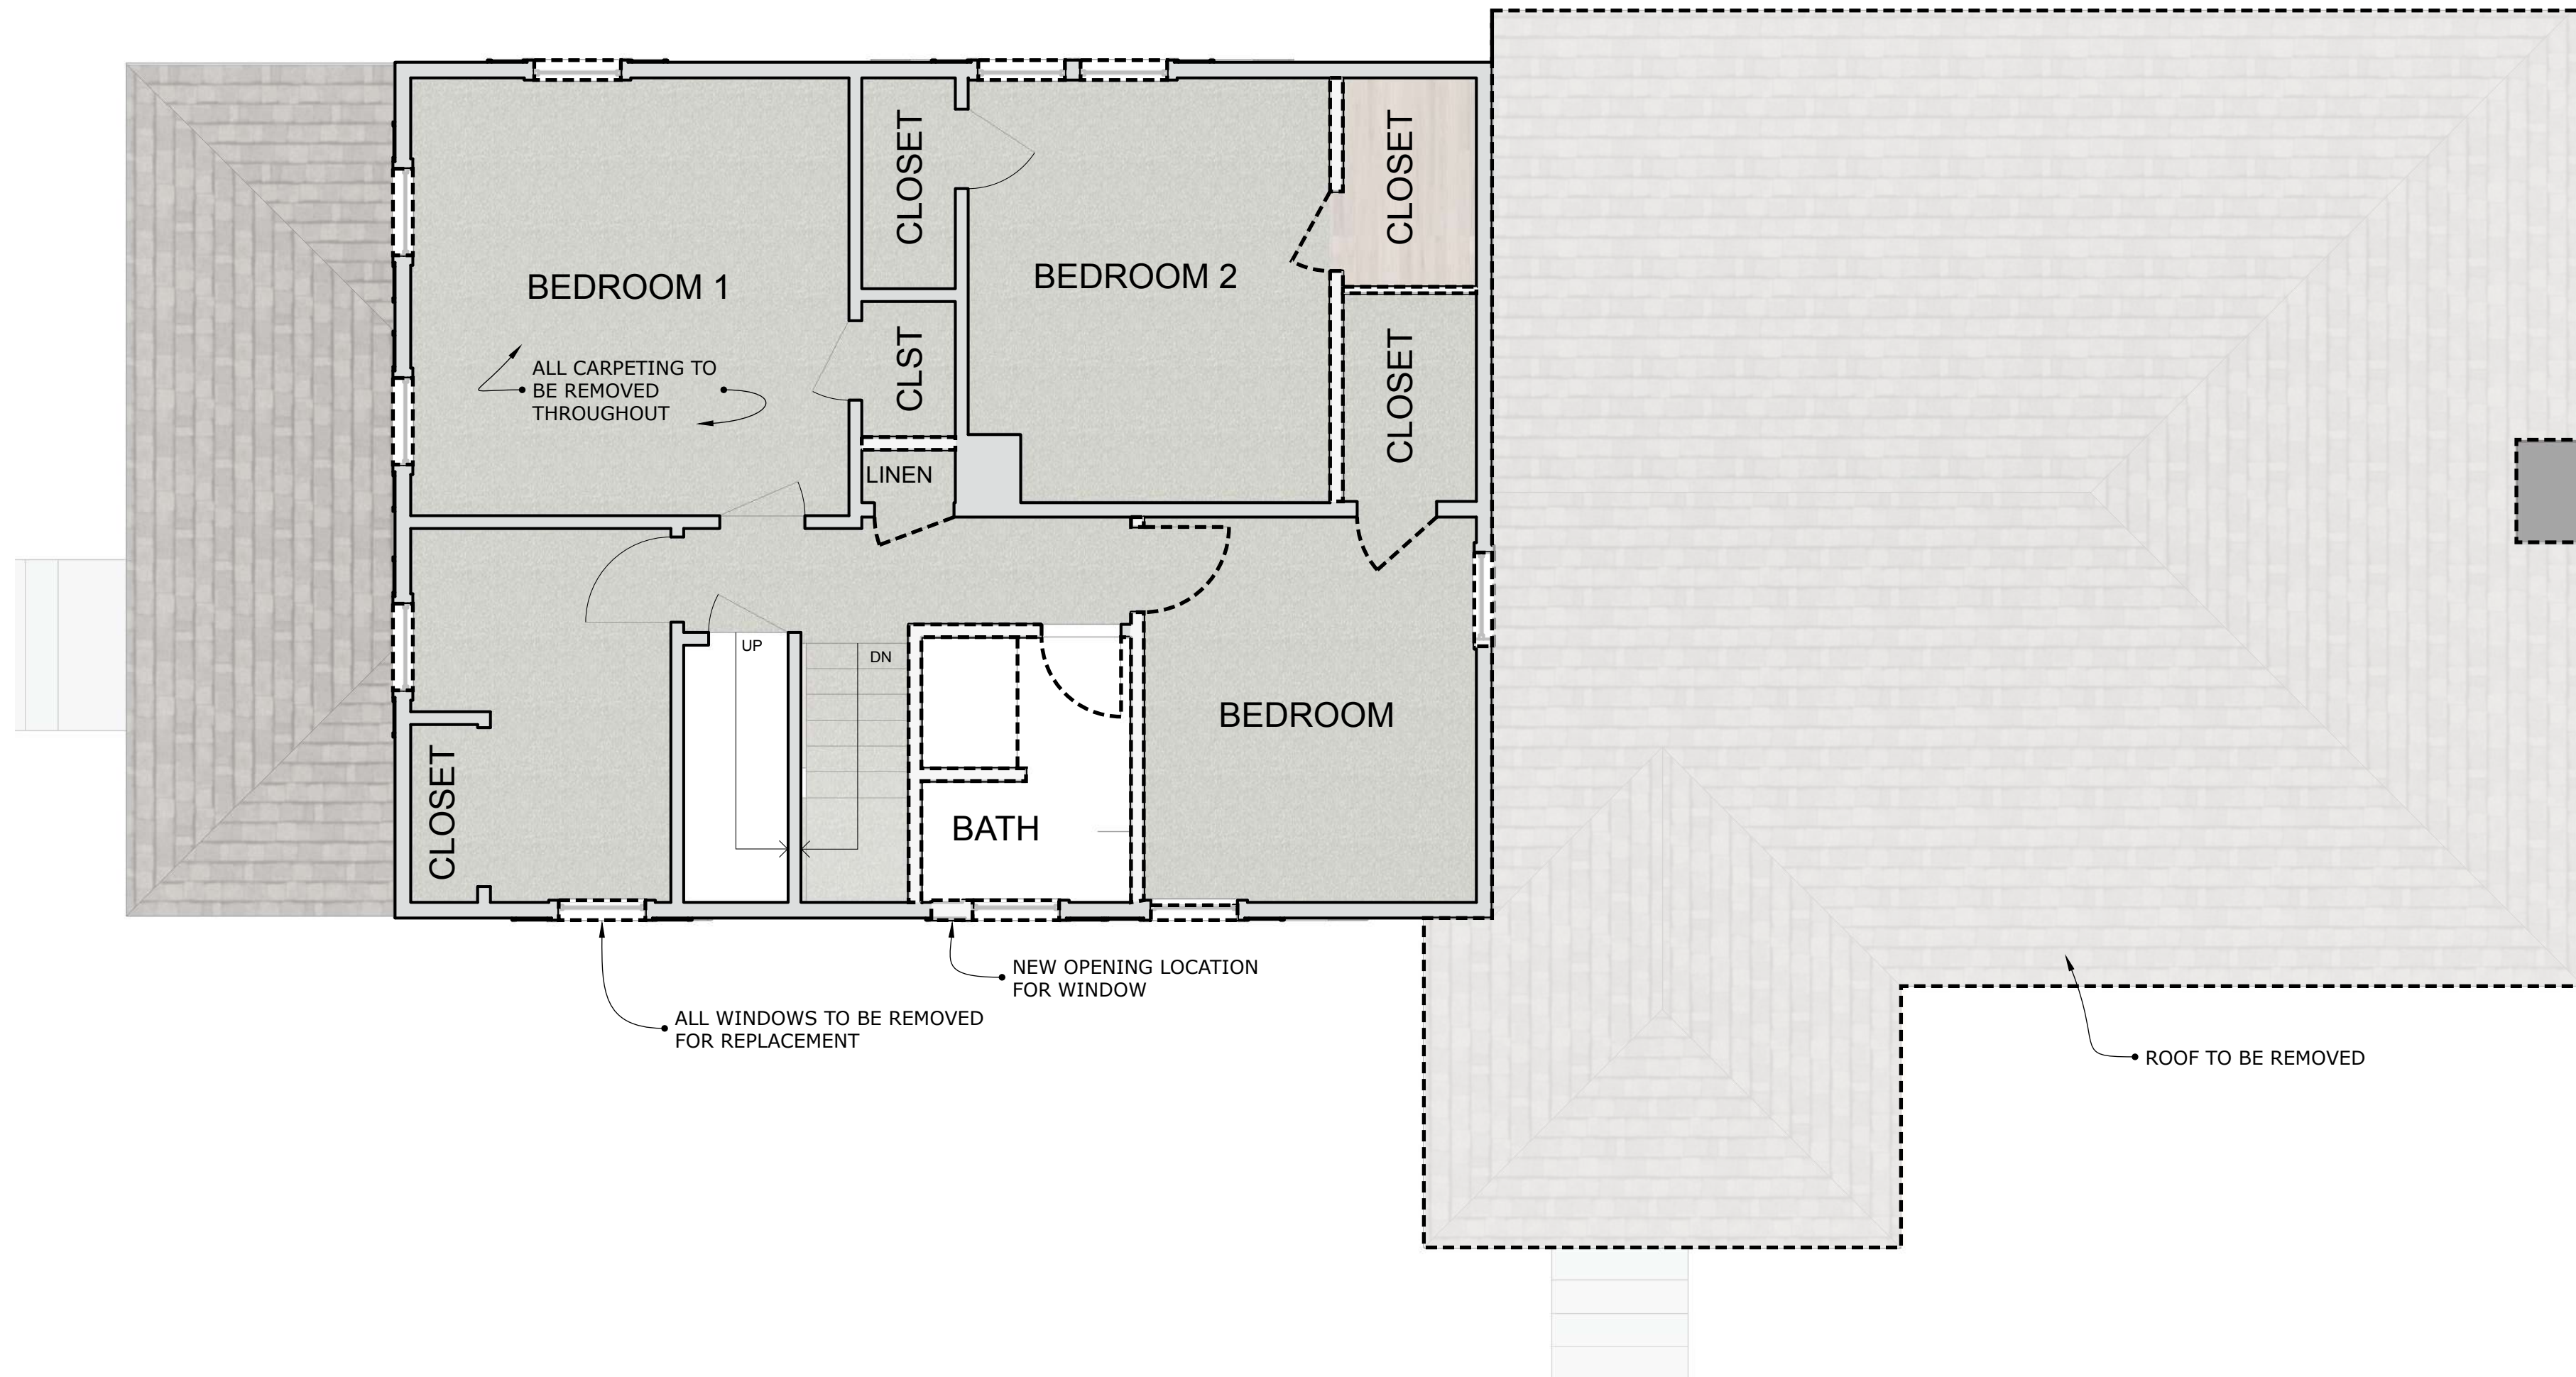 CLOSET
CLOSET
BEDROOM 1
BEDROOM 2
ALL CARPETING TO
BE REMOVED
THROUGHOUT
CLST
CLOSET
LINEN
UP
DN
BEDROOM
CLOSET
BATH
NEW OPENING LOCATION
FOR WINDOW
ALL WINDOWS TO BE REMOVED
FOR REPLACEMENT
ROOF TO BE REMOVED